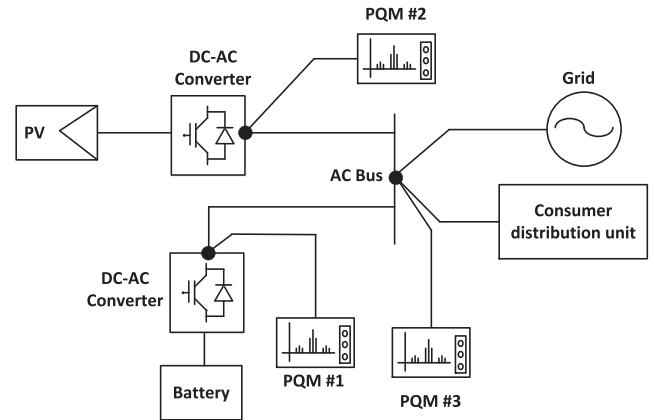 PQM #2
DC-AC
Converter
Grid
PV
AC Bus
Consumer
distribution unit
DC-AC
Converter
PQM #1
Battery
PQM #3